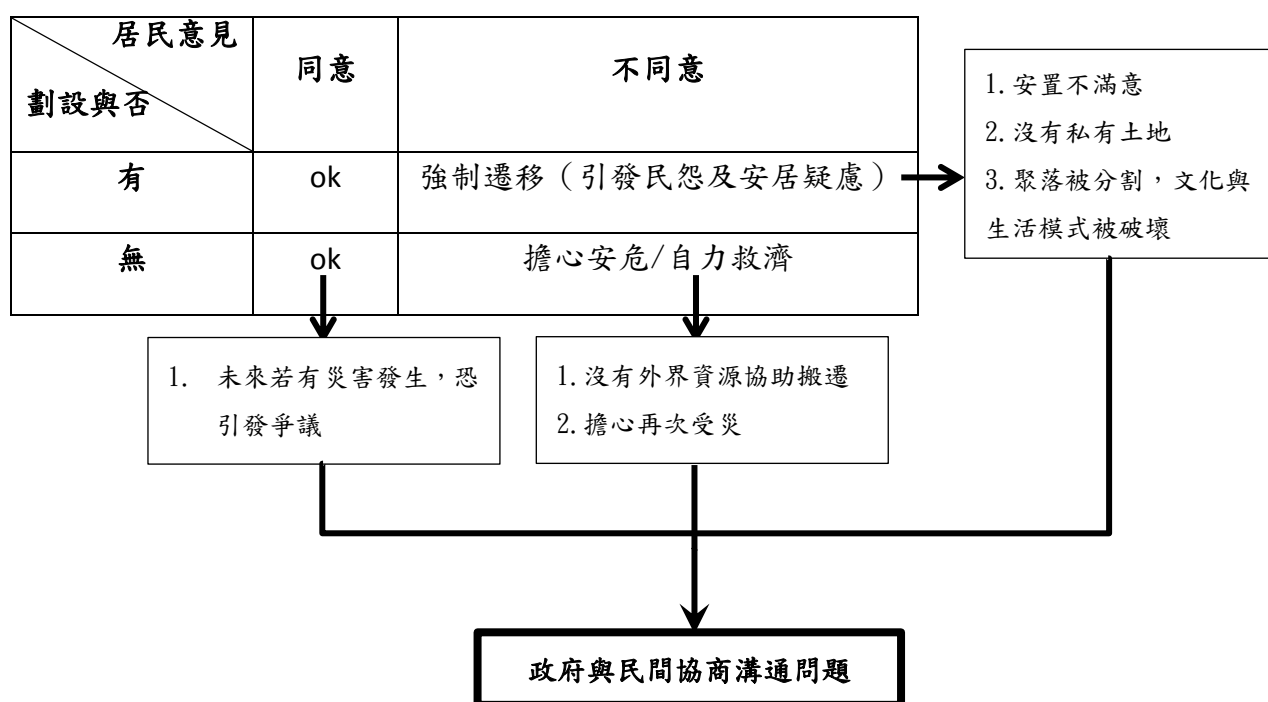 居民意見
劃設與否
同意
不同意
有
ok
強制遷移（引發民怨及安居疑慮）
無
ok
擔心安危/自力救濟
1. 安置不滿意
2. 沒有私有土地
3. 聚落被分割，文化與
生活模式被破壞
1. 未來若有災害發生，恐
引發爭議
1. 沒有外界資源協助搬遷
2. 擔心再次受災
政府與民間協商溝通問題